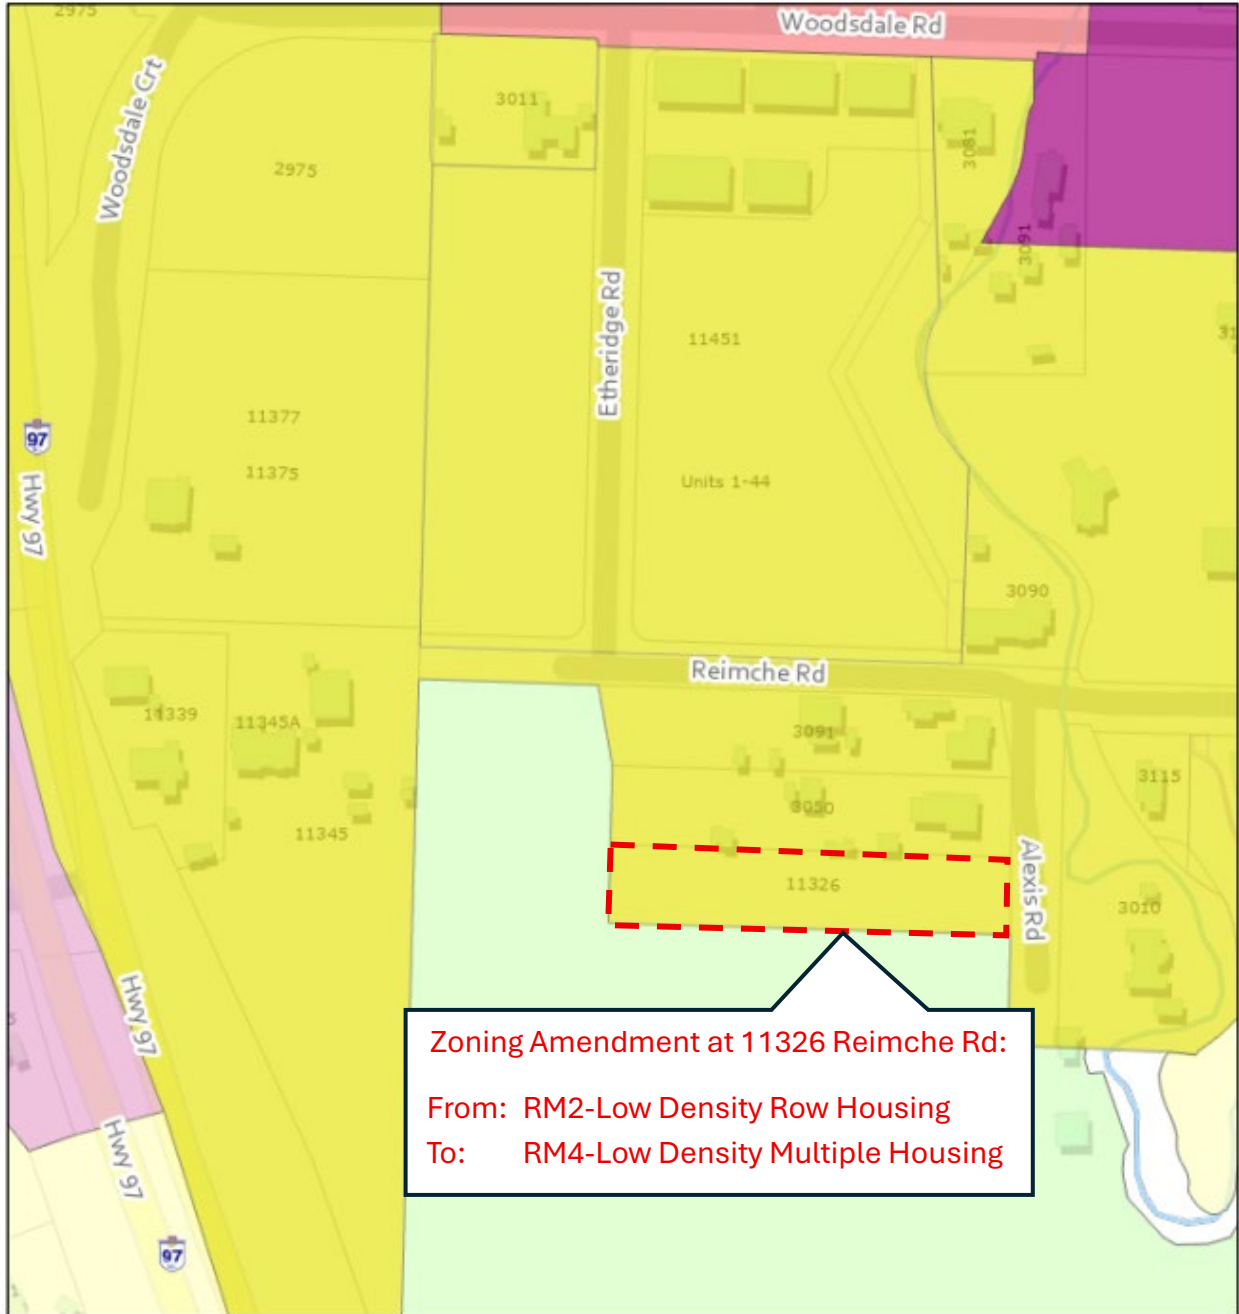 2975
Woodsdale Rd
Woodsdale Crt
3011
2975
3081
3091
Etheridge Rd
11451
31
11377
97
11375
Units 1-44
Hwy 97
3090
Reimche Rd
11339
11345A
3091
3115
3050
11345
11326
Alexis Rd
3010
Hwy 97
Zoning Amendment at 11326 Reimche Rd:
From: RM2-Low Density Row Housing
To: RM4-Low Density Multiple Housing
Hwy 97
97